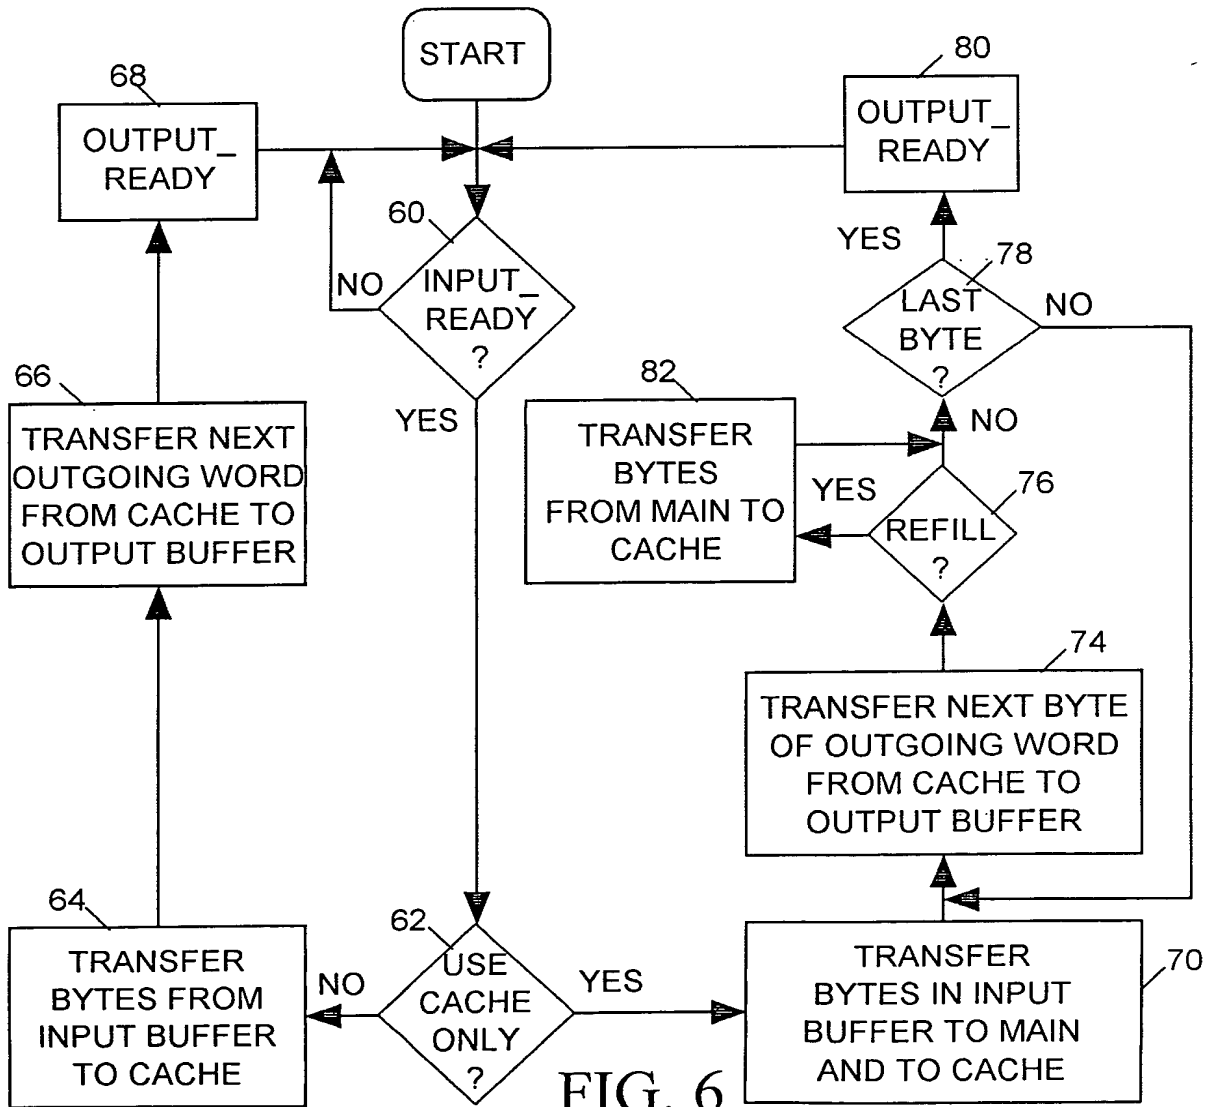 START
68
OUTPUT_
READY
80
OUTPUT_
READY
60
INPUT_
READY
?
NO
YES
YES
78
LAST
BYTE
?
NO
66
TRANSFER NEXT
OUTGOING WORD
FROM CACHE TO
OUTPUT BUFFER
82
TRANSFER
BYTES
FROM MAIN TO
CACHE
NO
YES
76
REFILL
?
74
TRANSFER NEXT BYTE
OF OUTGOING WORD
FROM CACHE TO
OUTPUT BUFFER
64
TRANSFER
BYTES FROM
INPUT BUFFER
TO CACHE
62
USE
CACHE
ONLY
?
NO
YES
70
TRANSFER
BYTES IN INPUT
BUFFER TO MAIN
AND TO CACHE
FIG. 6